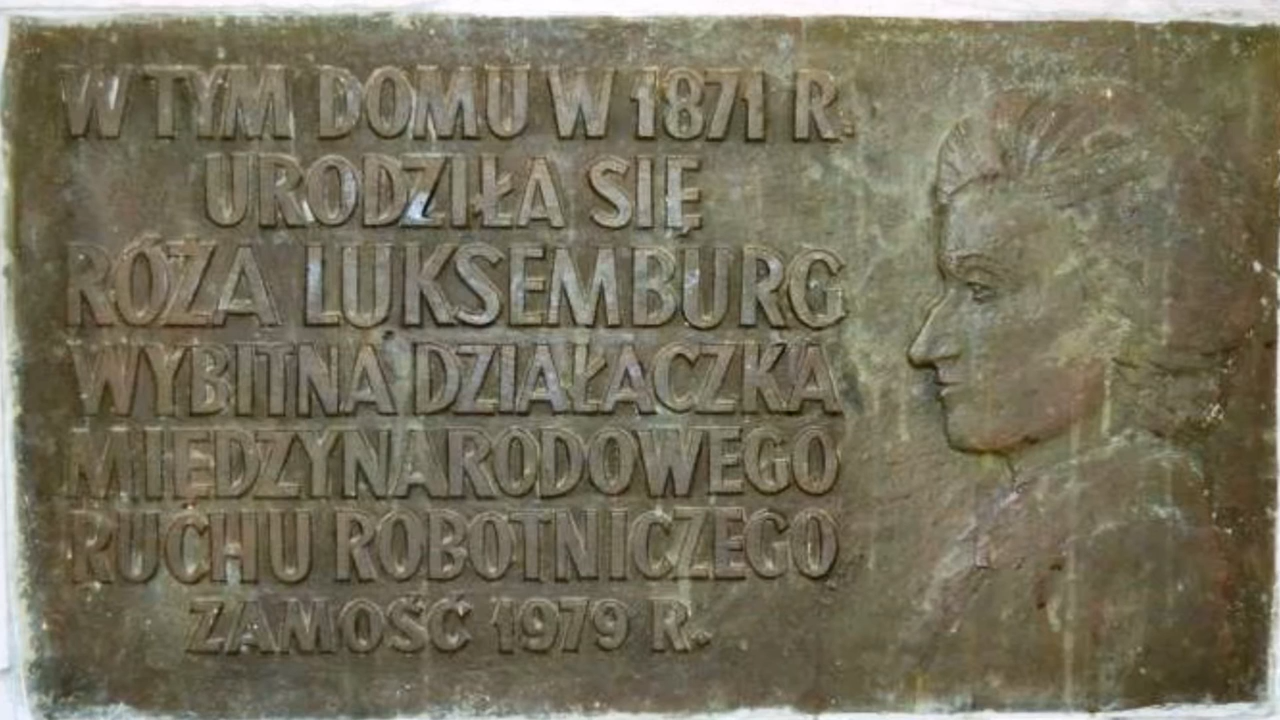 W TYM DOMU W 1871 R.
URODZIŁA SIĘ
RÓŻA LUKSEMBURG
WYBITNA DZIAŁACZKA
MIĘDZYNARODOWEGO
RUCHU ROBOTNICZEGO
ZAMOŚĆ 1979 R.